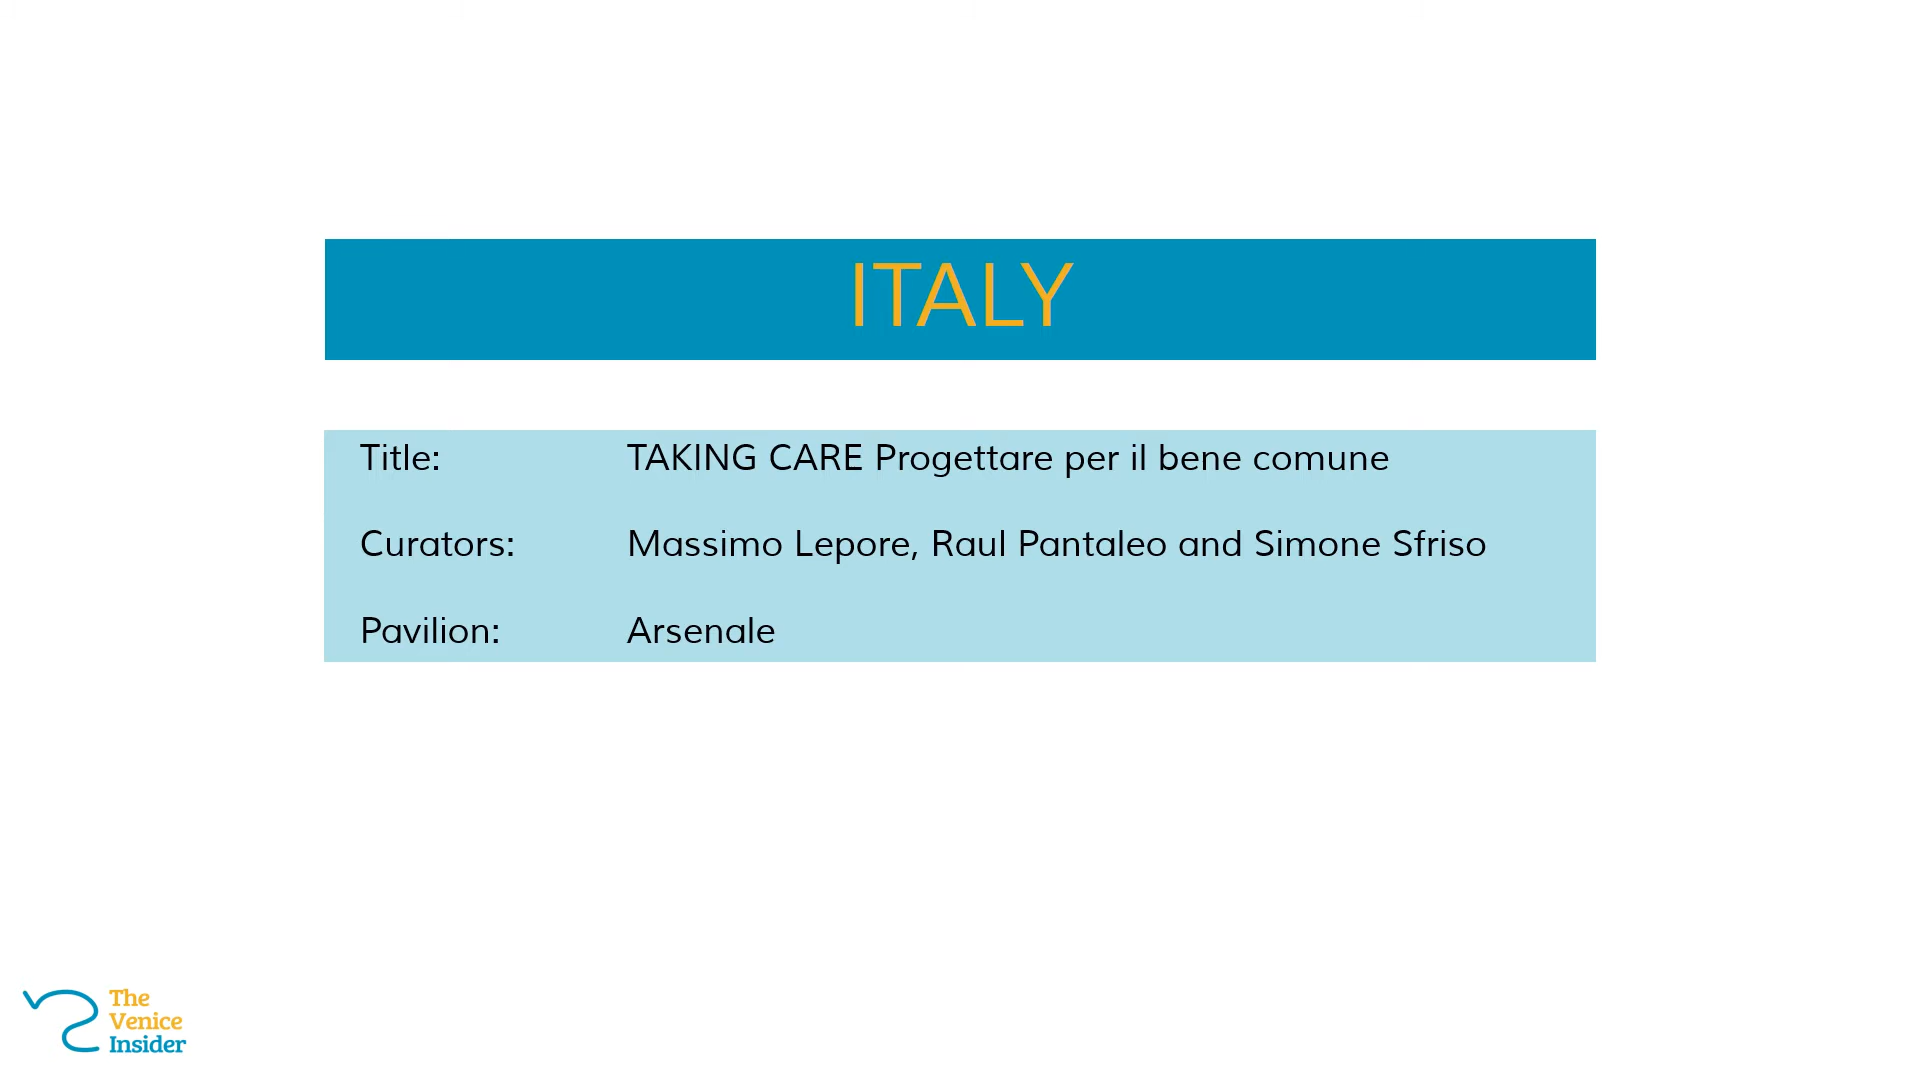 ITALY
Title: TAKING CARE Progettare per il bene comune
Curators: Massimo Lepore, Raul Pantaleo and Simone Sfriso
Pavilion: Arsenale
The
Venice
Insider